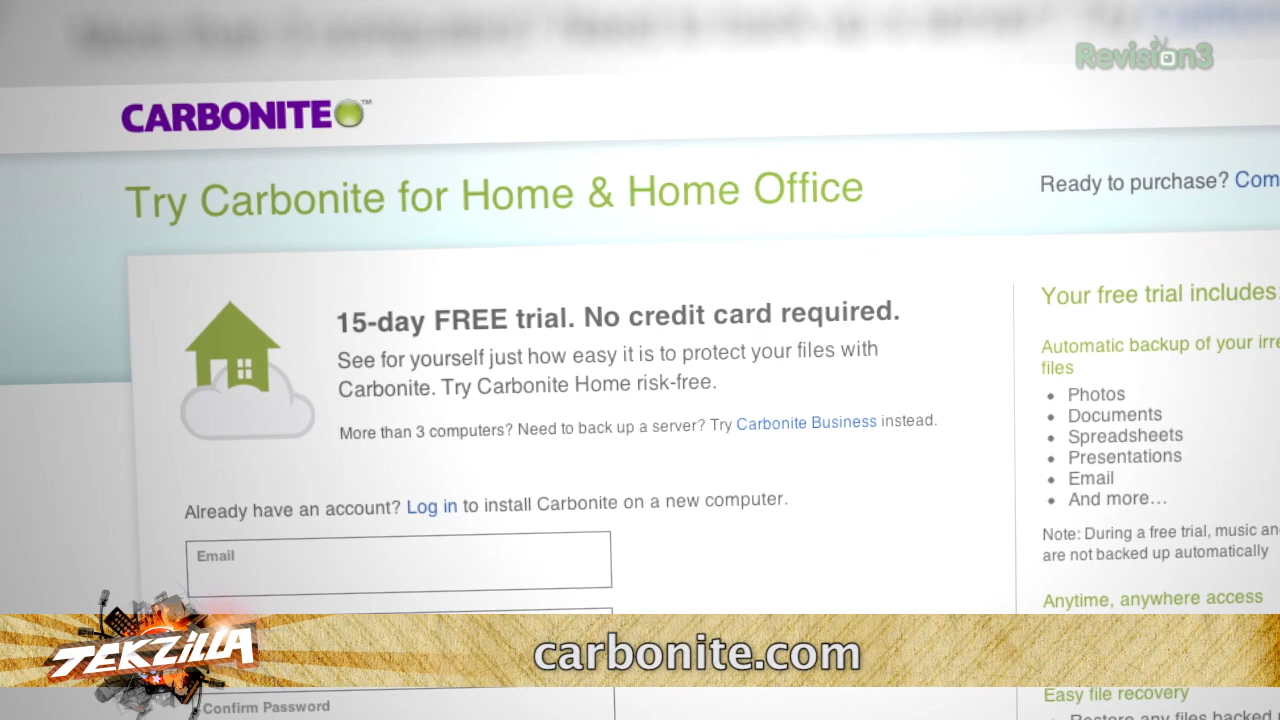 Revision3
CARBONITE™
Try Carbonite for Home & Home Office
Ready to purchase?
15-day FREE trial. No credit card required.
See for yourself just how easy it is to protect your files with
Carbonite. Try Carbonite Home risk-free.
More than 3 computers? Need to back up a server? Try Carbonite Business instead.
Already have an account? Log in to install Carbonite on a new computer.
Email
Confirm Password
Your free trial includes:
Automatic backup of your
files
• Photos
• Documents
• Spreadsheets
• Presentations
• Email
• And more...
Note: During a free trial, music
are not backed up automatically
Anytime, anywhere access
Easy file recovery
• Restore any files backed
TEKZILLA
carbonite.com